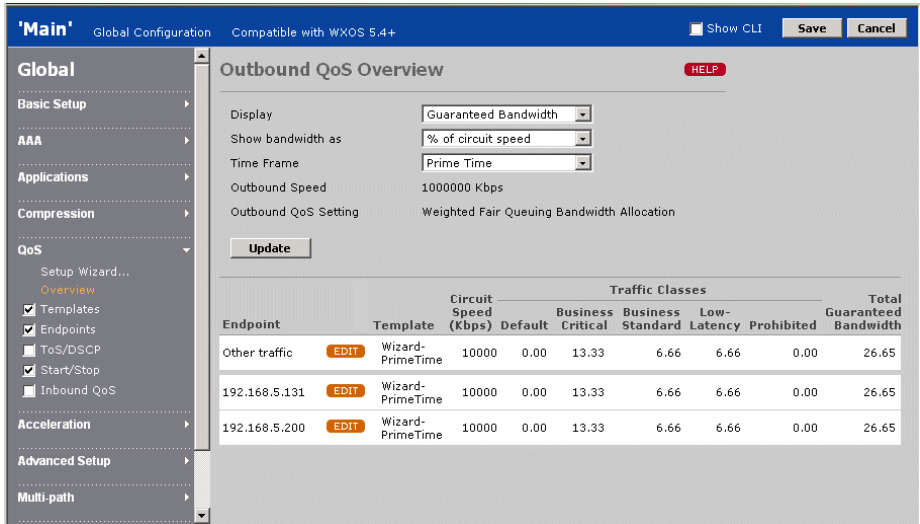 'Main' Global Configuration Compatible with WXOS 5.4+ Show CLI Save Cancel
Global
Basic Setup
AAA
Applications
Compression
QoS
Setup Wizard...
Overview
Templates
Endpoints
ToS/DSCP
Start/Stop
Inbound QoS
Acceleration
Advanced Setup
Multi-path
Outbound QoS Overview HELP
Display Guaranteed Bandwidth
Show bandwidth as % of circuit speed
Time Frame Prime Time
Outbound Speed 1000000 Kbps
Outbound QoS Setting Weighted Fair Queuing Bandwidth Allocation
Update
Traffic Classes
Endpoint Template Circuit Speed (Kbps) Default Business Critical Business Standard Low-Latency Prohibited Total Guaranteed Bandwidth
Other traffic EDIT Wizard-PrimeTime 10000 0.00 13.33 6.66 6.66 0.00 26.65
192.168.5.131 EDIT Wizard-PrimeTime 10000 0.00 13.33 6.66 6.66 0.00 26.65
192.168.5.200 EDIT Wizard-PrimeTime 10000 0.00 13.33 6.66 6.66 0.00 26.65